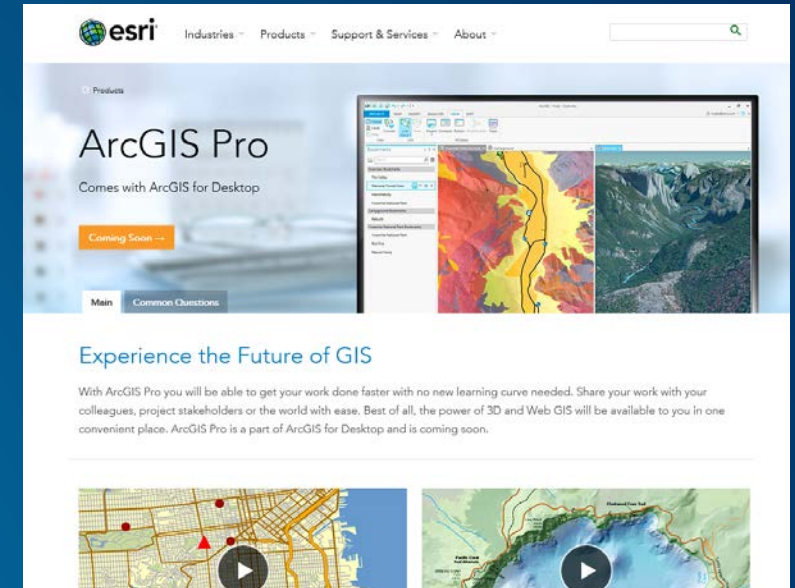 esri
Industries Products Support & Services About
Products
ArcGIS Pro
Comes with ArcGIS for Desktop
Coming Soon →
Main Common Questions
Experience the Future of GIS
With ArcGIS Pro you will be able to get your work done faster with no new learning curve needed. Share your work with your
colleagues, project stakeholders or the world with ease. Best of all, the power of 3D and Web GIS will be available to you in one
convenient place. ArcGIS Pro is a part of ArcGIS for Desktop and is coming soon.